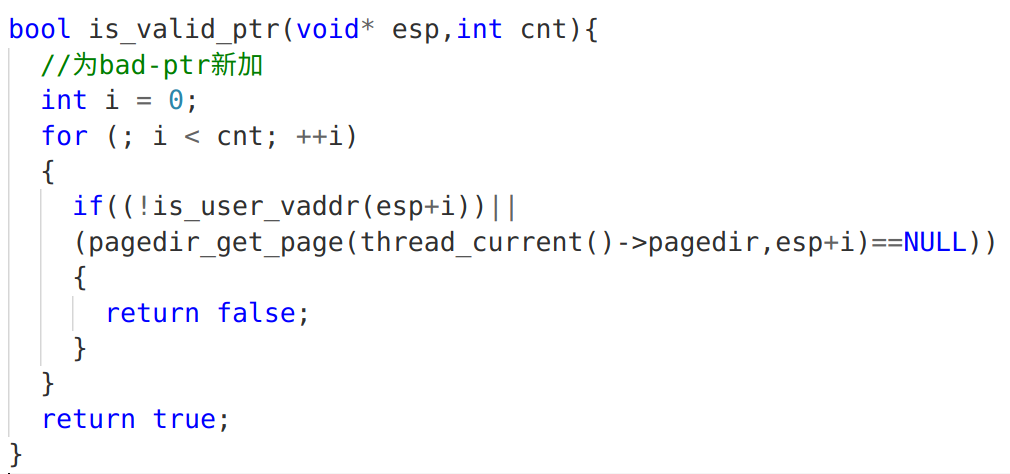 bool is_valid_ptr(void* esp,int cnt){
//为bad-ptr新加
int i = 0;
for (; i < cnt; ++i)
{
if((!is_user_vaddr(esp+i))||
(pagedir_get_page(thread_current()->pagedir,esp+i)==NULL))
{
return false;
}
}
return true;
}